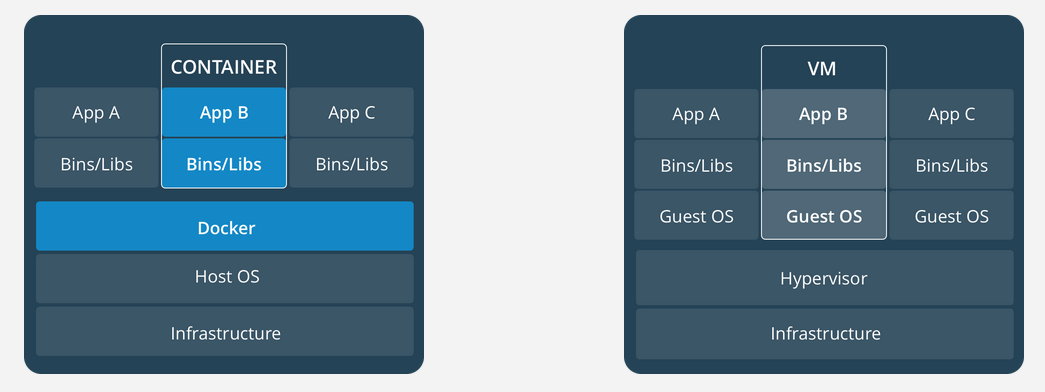 CONTAINER
App A
App B
App C
Bins/Libs
Bins/Libs
Bins/Libs
Docker
Host OS
Infrastructure
VM
App A
App B
App C
Bins/Libs
Bins/Libs
Bins/Libs
Guest OS
Guest OS
Guest OS
Hypervisor
Infrastructure